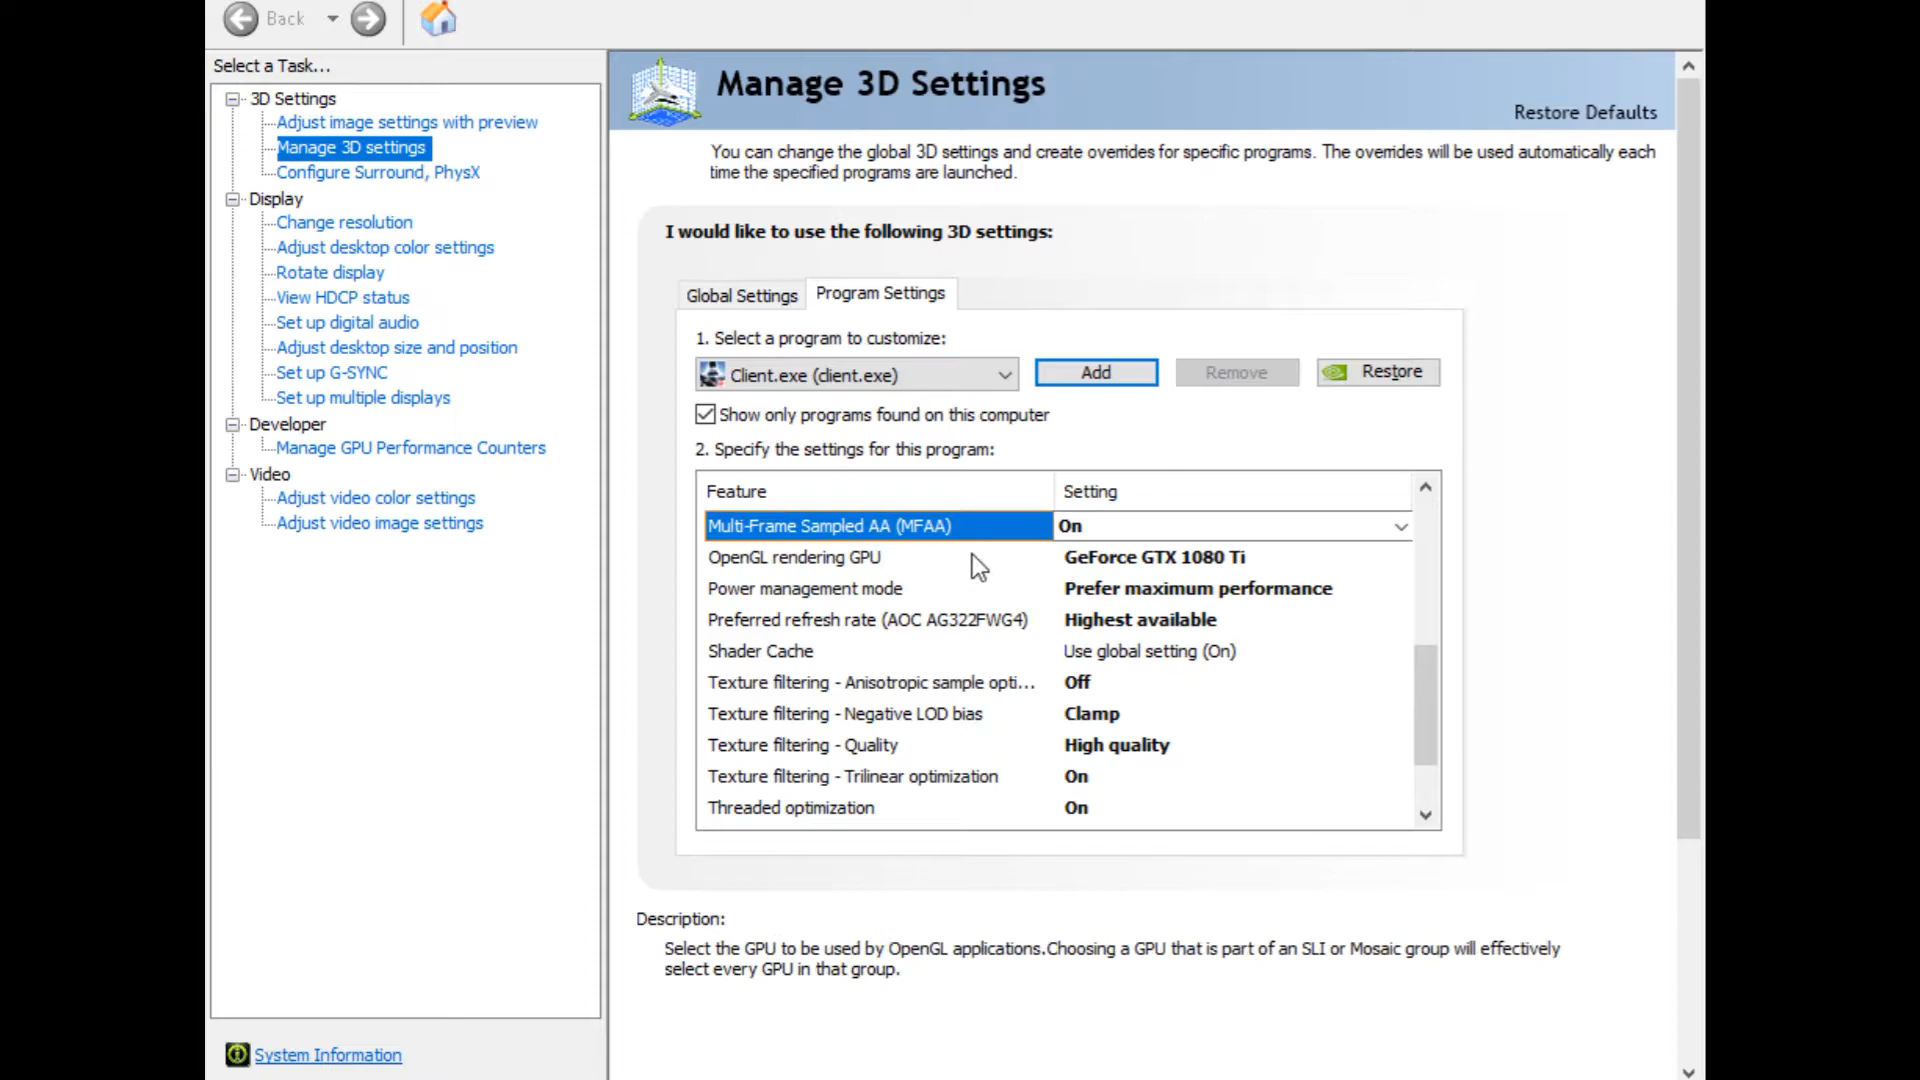 Back
Select a Task...
3D Settings
Adjust image settings with preview
Manage 3D settings
Configure Surround, PhysX
Display
Change resolution
Adjust desktop color settings
Rotate display
View HDCP status
Set up digital audio
Adjust desktop size and position
Set up G-SYNC
Set up multiple displays
Developer
Manage GPU Performance Counters
Video
Adjust video color settings
Adjust video image settings
System Information
Manage 3D Settings
Restore Defaults
You can change the global 3D settings and create overrides for specific programs. The overrides will be used automatically each
time the specified programs are launched.
I would like to use the following 3D settings:
Global Settings Program Settings
1. Select a program to customize:
Client.exe (client.exe) Add Remove Restore
Show only programs found on this computer
2. Specify the settings for this program:
Feature Setting
Multi-Frame Sampled AA (MFAA) On
OpenGL rendering GPU GeForce GTX 1080 Ti
Power management mode Prefer maximum performance
Preferred refresh rate (AOC AG322FWG4) Highest available
Shader Cache Use global setting (On)
Texture filtering - Anisotropic sample opti... Off
Texture filtering - Negative LOD bias Clamp
Texture filtering - Quality High quality
Texture filtering - Trilinear optimization On
Threaded optimization On
Description:
Select the GPU to be used by OpenGL applications.Choosing a GPU that is part of an SLI or Mosaic group will effectively
select every GPU in that group.